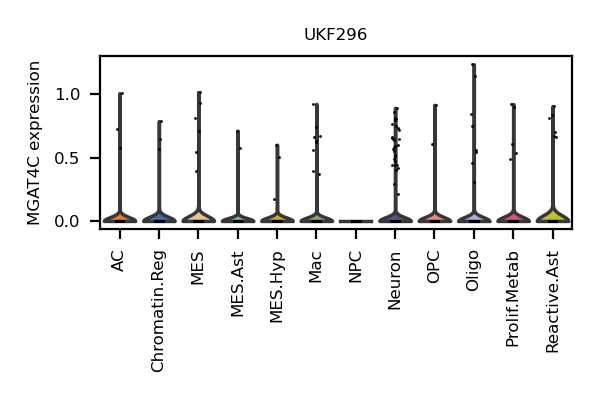 UKF296
MGAT4C expression
1.0
0.5
0.0
AC
Chromatin.Reg
MES
MES.Ast
MES.Hyp
Mac
NPC
Neuron
OPC
Oligo
Prolif.Metab
Reactive.Ast